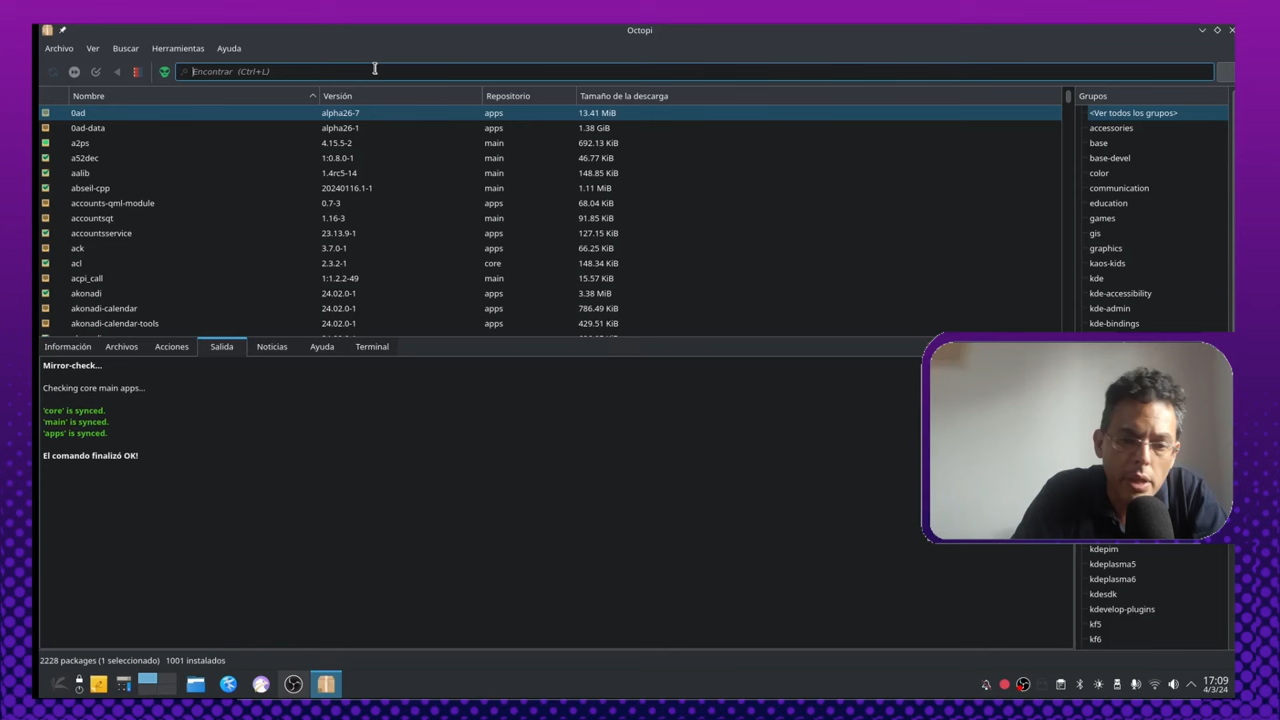 Octopi
Archivo Ver Buscar Herramientas Ayuda
Encontrar (Ctrl+L)
Nombre Versión Repositorio Tamaño de la descarga Grupos
0ad alpha26-7 apps 13.41 MiB <Ver todos los grupos>
0ad-data alpha26-1 apps 1.38 GiB accessories
a2ps 4.15.5-2 main 692.13 KiB base
a52dec 1:0.8.0-1 main 46.77 KiB base-devel
aalib 1.4rc5-14 main 148.85 KiB color
abseil-cpp 20240116.1-1 main 1.11 MiB communication
accounts-qml-module 0.7-3 apps 68.04 KiB education
accountsqt 1.16-3 main 91.85 KiB games
accountsservice 23.13.9-1 apps 127.15 KiB gis
ack 3.7.0-1 apps 66.25 KiB graphics
acl 2.3.2-1 core 148.34 KiB kaos-kids
acpi_call 1:1.2.2-49 main 15.57 KiB kde
akonadi 24.02.0-1 apps 3.38 MiB kde-accessibility
akonadi-calendar 24.02.0-1 apps 786.49 KiB kde-admin
akonadi-calendar-tools 24.02.0-1 apps 429.51 KiB kde-bindings
Información Archivos Acciones Salida Noticias Ayuda Terminal
Mirror-check...
Checking core main apps...
'core' is synced.
'main' is synced.
'apps' is synced.
El comando finalizó OK!
kdepim
kdeplasma5
kdeplasma6
kdesdk
kdevelop-plugins
kf5
kf6
2228 packages (1 seleccionado) 1001 instalados
17:09
4/3/24